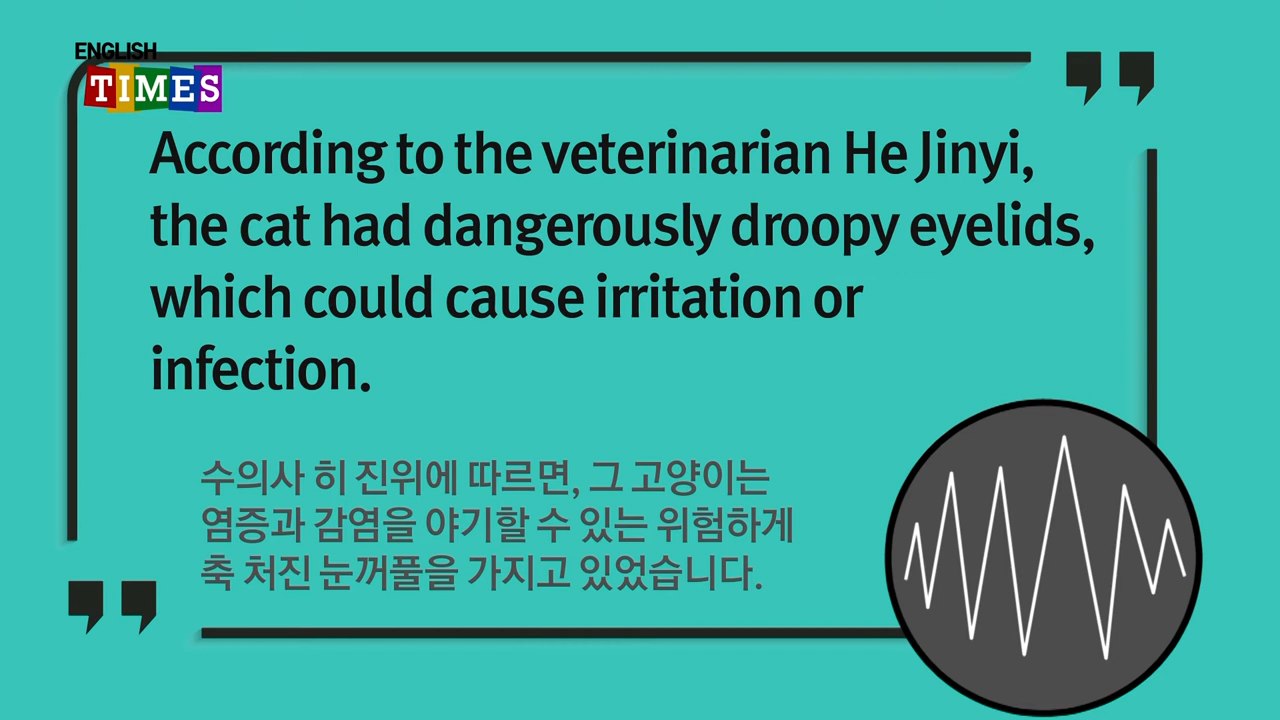 ENGLISH
TIMES
According to the veterinarian He Jinyi,
the cat had dangerously droopy eyelids,
which could cause irritation or
infection.
수의사 히 진위에 따르면, 그 고양이는
염증과 감염을 야기할 수 있는 위험하게
축 처진 눈꺼풀을 가지고 있었습니다.